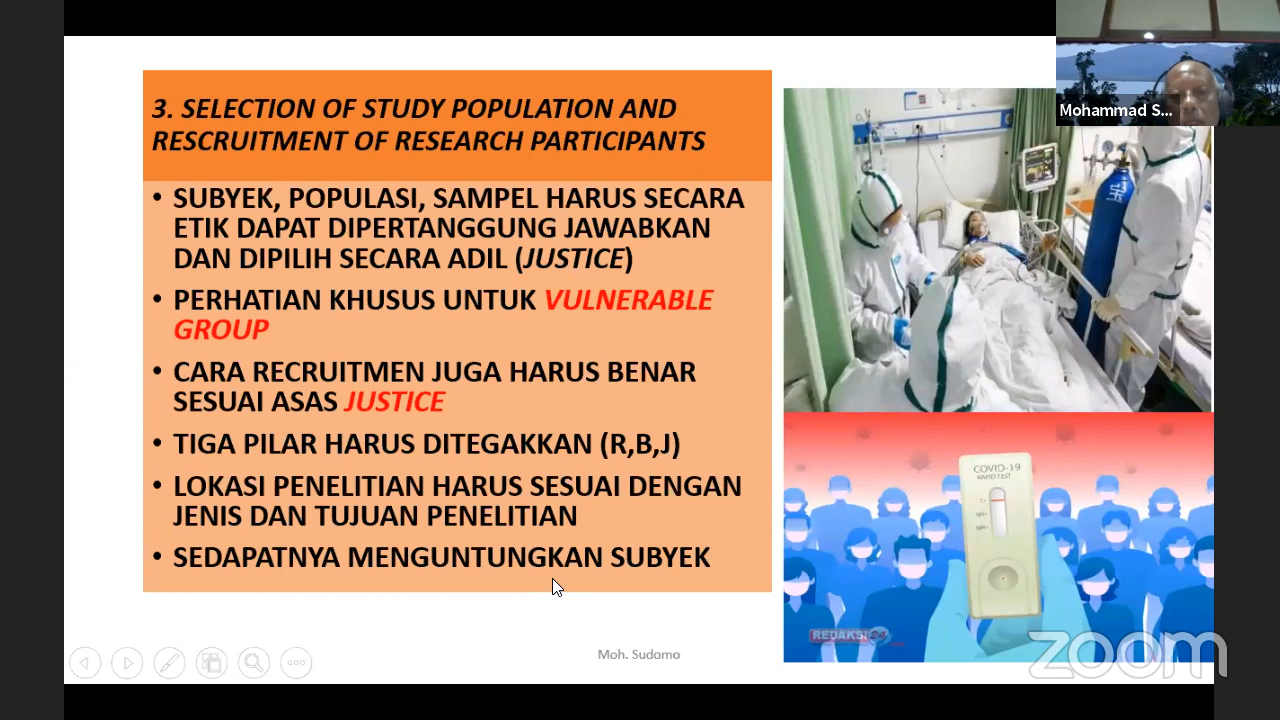 3. SELECTION OF STUDY POPULATION AND
RESCRUITMENT OF RESEARCH PARTICIPANTS
• SUBYEK, POPULASI, SAMPEL HARUS SECARA
ETIK DAPAT DIPERTANGGUNG JAWABKAN
DAN DIPILIH SECARA ADIL (JUSTICE)
• PERHATIAN KHUSUS UNTUK VULNERABLE
GROUP
• CARA RECRUITMEN JUGA HARUS BENAR
SESUAI ASAS JUSTICE
• TIGA PILAR HARUS DITEGAKKAN (R,B,J)
• LOKASI PENELITIAN HARUS SESUAI DENGAN
JENIS DAN TUJUAN PENELITIAN
• SEDAPATNYA MENGUNTUNGKAN SUBYEK
Moh. Sudomo
Mohammad S...
COVID-19
RAPID TEST
REDAKSI24
zoom